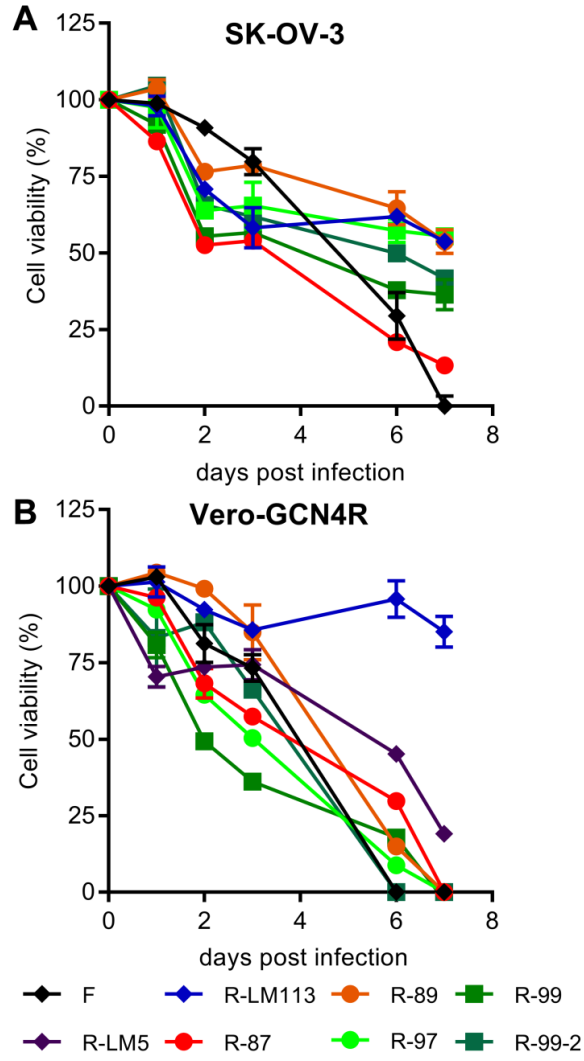 A
SK-OV-3
125
100
75
50
25
0
Cell viability (%)
0 2 4 6 8
days post infection
B
Vero-GCN4R
125
100
75
50
25
0
Cell viability (%)
0 2 4 6 8
days post infection
F R-LM113 R-89 R-99
R-LM5 R-87 R-97 R-99-2